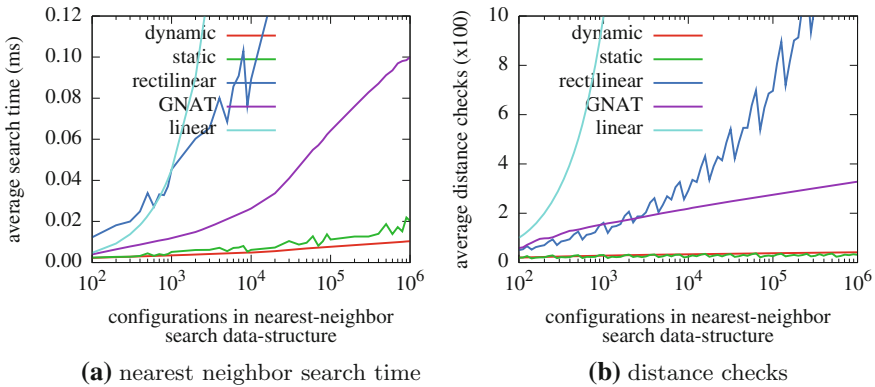 0.12
0.10
0.08
0.06
0.04
0.02
0.00
10^2
10^3
10^4
10^5
10^6
average search time (ms)
dynamic
static
rectilinear
GNAT
linear
configurations in nearest-neighbor
search data-structure
(a) nearest neighbor search time
10
8
6
4
2
0
10^2
10^3
10^4
10^5
10^6
average distance checks (x100)
dynamic
static
rectilinear
GNAT
linear
configurations in nearest-neighbor
search data-structure
(b) distance checks